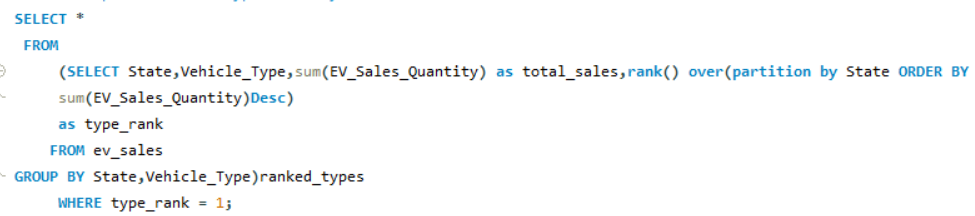 SELECT *
FROM
(SELECT State,Vehicle_Type,sum(EV_Sales_Quantity) as total_sales,rank() over(partition by State ORDER BY
sum(EV_Sales_Quantity)Desc)
as type_rank
FROM ev_sales
GROUP BY State,Vehicle_Type)ranked_types
WHERE type_rank = 1;